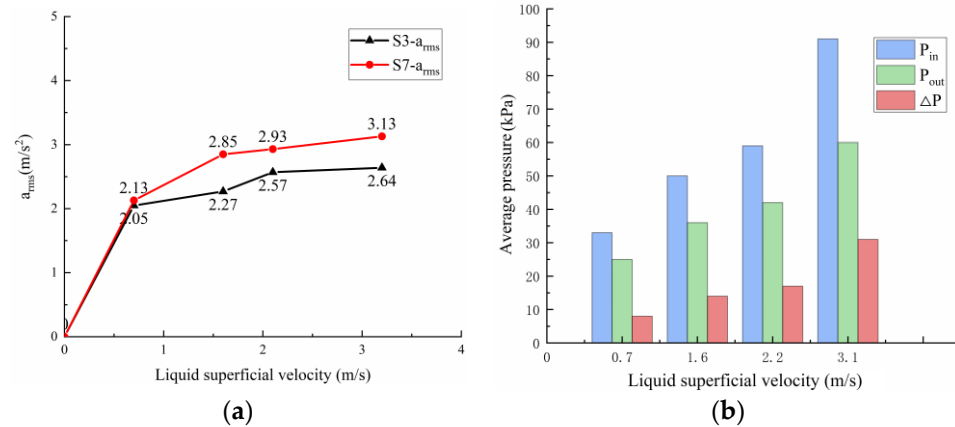 5
4
3
2
1
0
a_rms(m/s²)
S3-a_rms
S7-a_rms
2.13
2.05
2.85
2.27
2.93
2.57
3.13
2.64
0
0 1 2 3 4
Liquid superficial velocity (m/s)
(a)
100
90
80
70
60
50
40
30
20
10
0
Average pressure(kPa)
P_in
P_out
△P
0 0.7 1.6 2.2 3.1
Liquid superficial velocity (m/s)
(b)